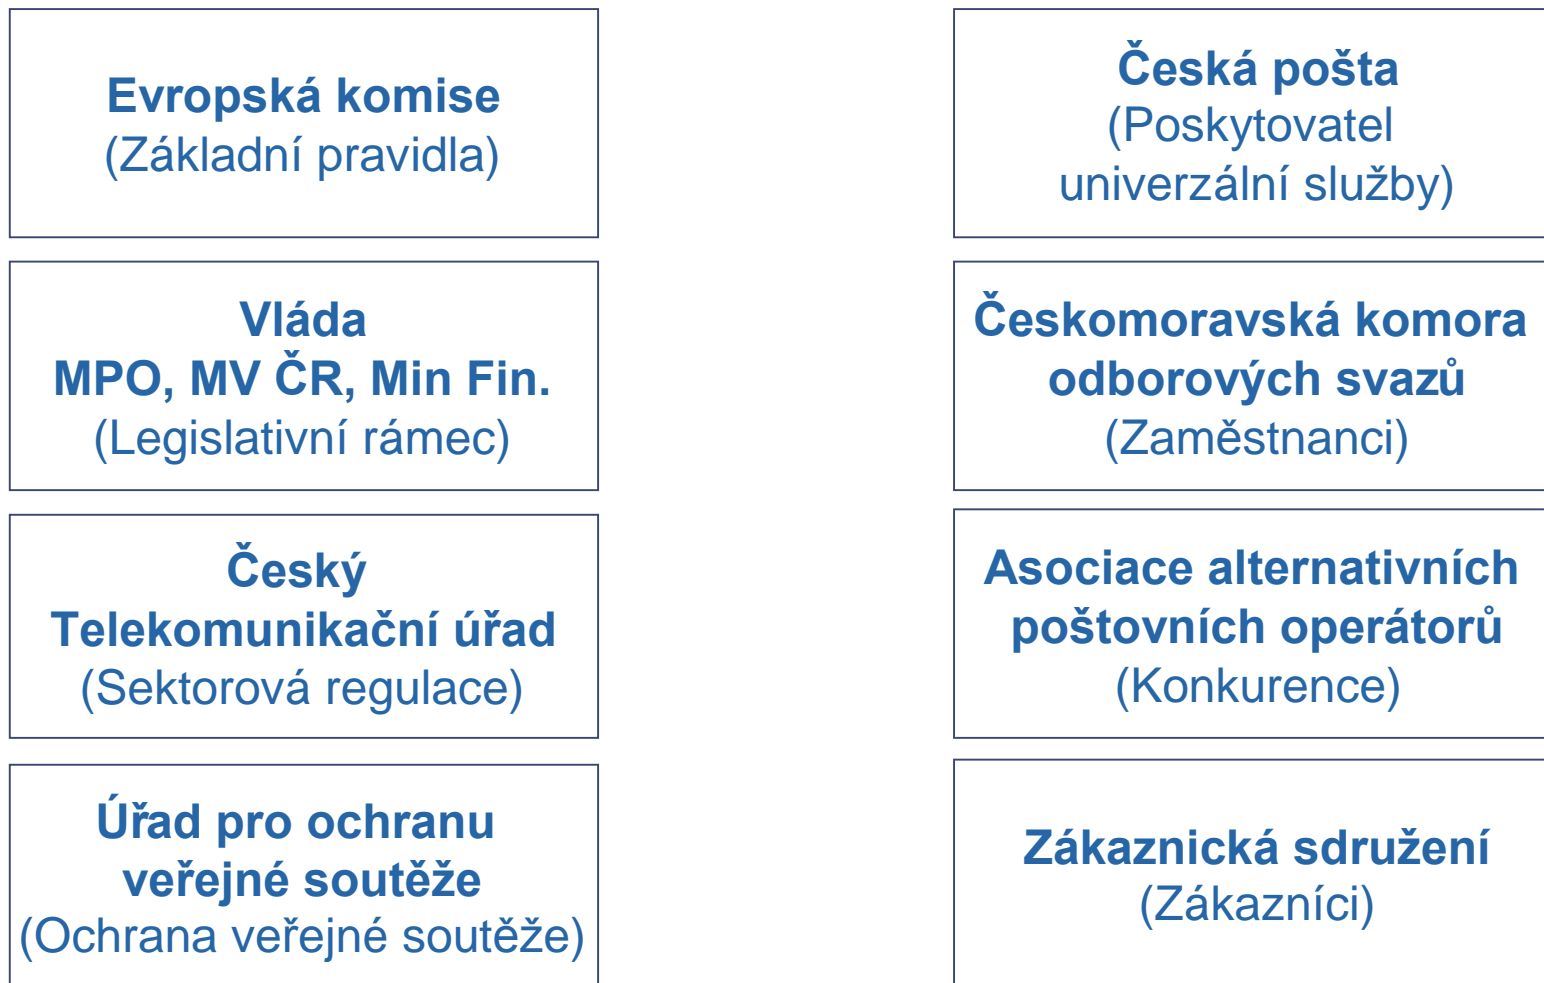 Evropská komise
(Základní pravidla)
Vláda
MPO, MV ČR, Min Fin.
(Legislativní rámec)
Český
Telekomunikační úřad
(Sektorová regulace)
Úřad pro ochranu
veřejné soutěže
(Ochrana veřejné soutěže)
Česká pošta
(Poskytovatel
univerzální služby)
Českomoravská komora
odborových svazů
(Zaměstnanci)
Asociace alternativních
poštovních operátorů
(Konkurence)
Zákaznická sdružení
(Zákazníci)